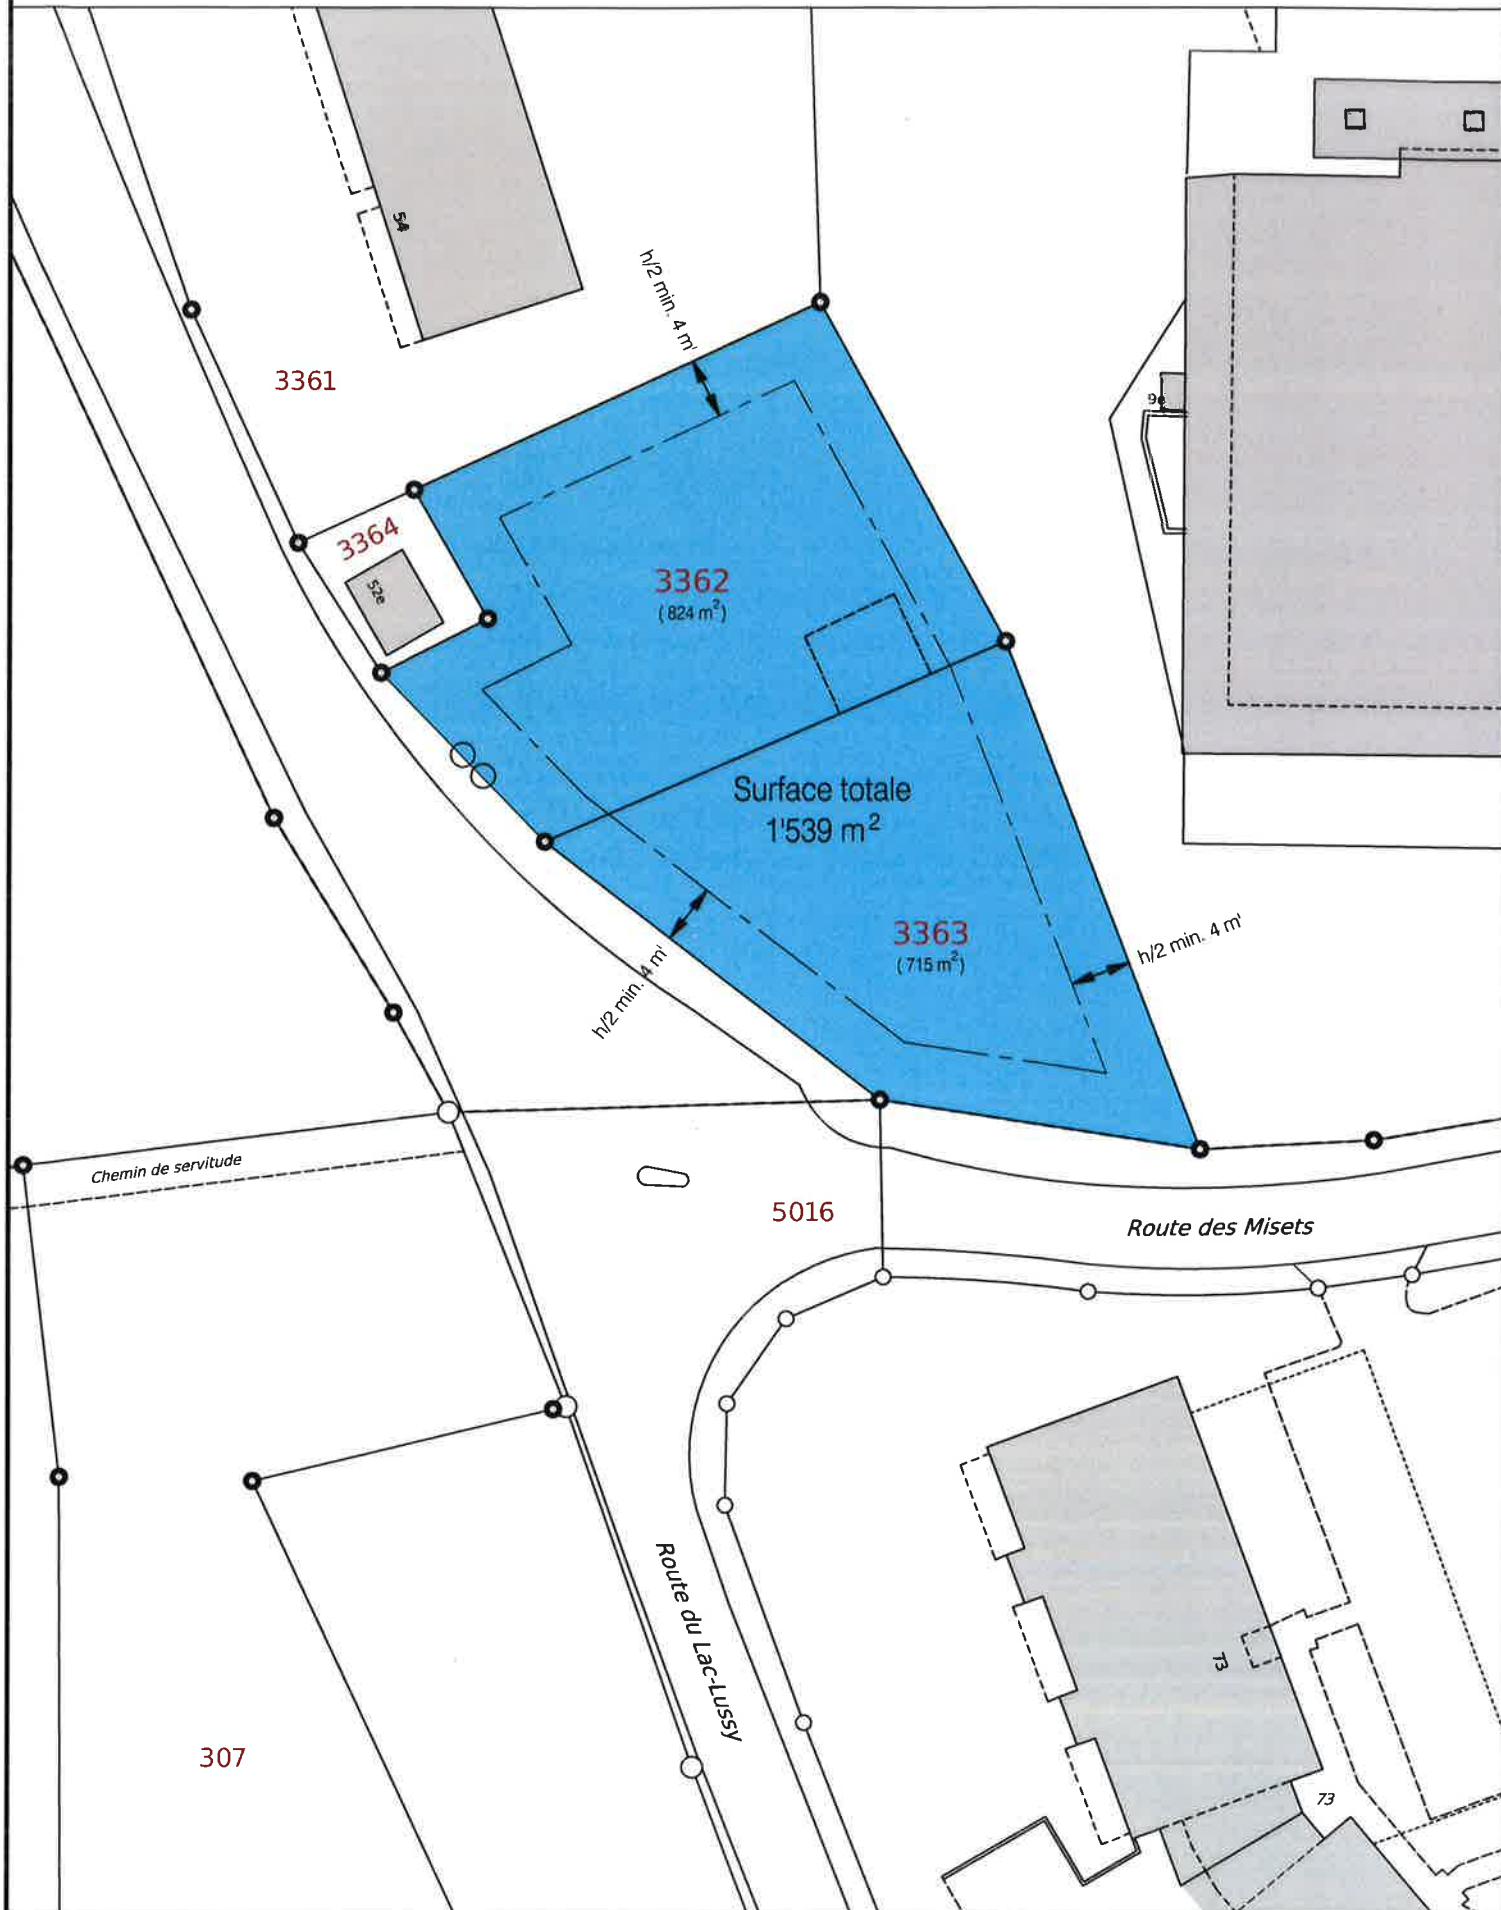 54
h/2 min. 4 m'
3361
9e
3364
52e
3362
( 824 m²)
Surface totale
1'539 m²
3363
( 715 m²)
h/2 min. 4 m'
h/2 min. 4 m'
Chemin de servitude
5016
Route des Misets
Route du Lac-Lussy
73
307
73